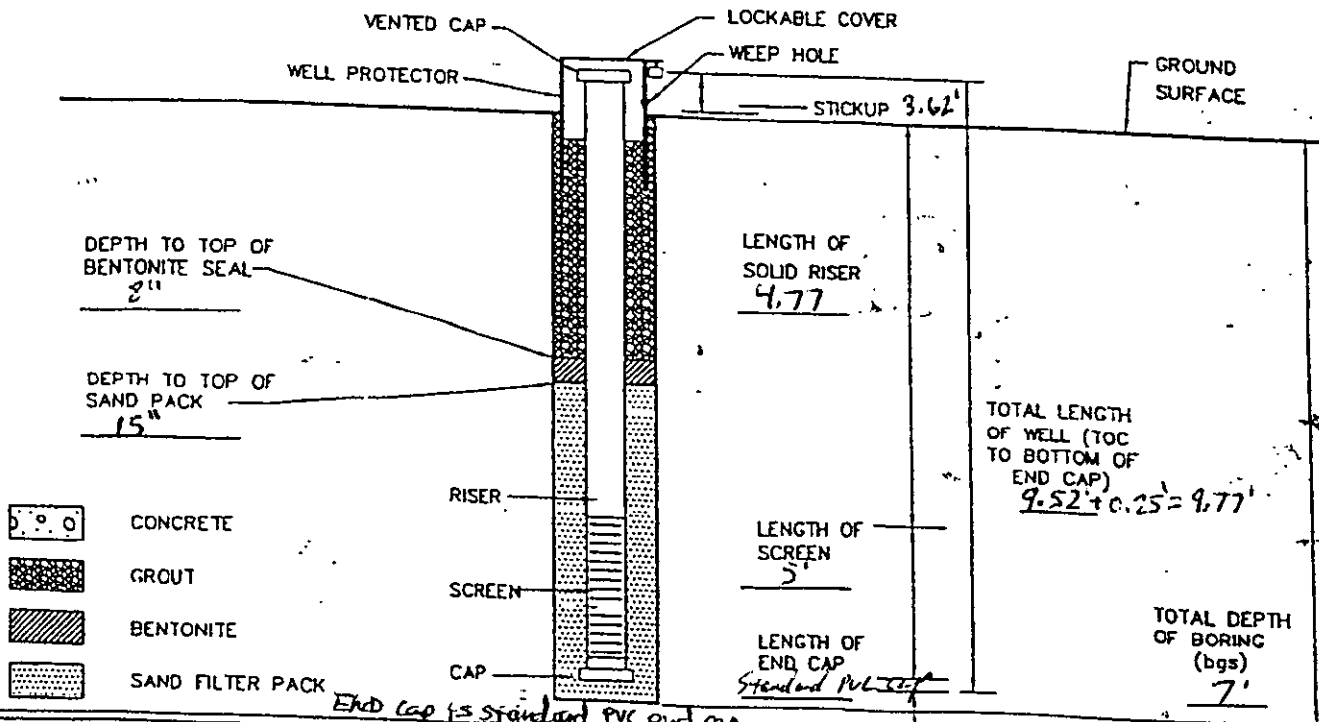 VENTED CAP
LOCKABLE COVER
WELL PROTECTOR
WEEP HOLE
GROUND
SURFACE
STICKUP 3.62'
DEPTH TO TOP OF
BENTONITE SEAL
8"
LENGTH OF
SOLID RISER
4.77
DEPTH TO TOP OF
SAND PACK
15"
TOTAL LENGTH
OF WELL (TOC
TO BOTTOM OF
END CAP)
9.52' + 0.25' = 9.77'
RISER
CONCRETE
LENGTH OF
SCREEN
5'
GROUT
SCREEN
BENTONITE
TOTAL DEPTH
OF BORING
(bgs)
7'
LENGTH OF
END CAP
Standard PVC
CAP
SAND FILTER PACK
End Cap is standard PVC